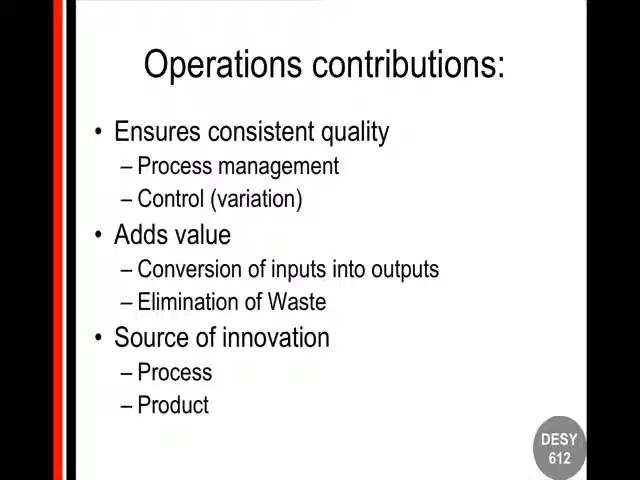 Operations contributions:
• Ensures consistent quality
– Process management
– Control (variation)
• Adds value
– Conversion of inputs into outputs
– Elimination of Waste
• Source of innovation
– Process
– Product
DESY
612